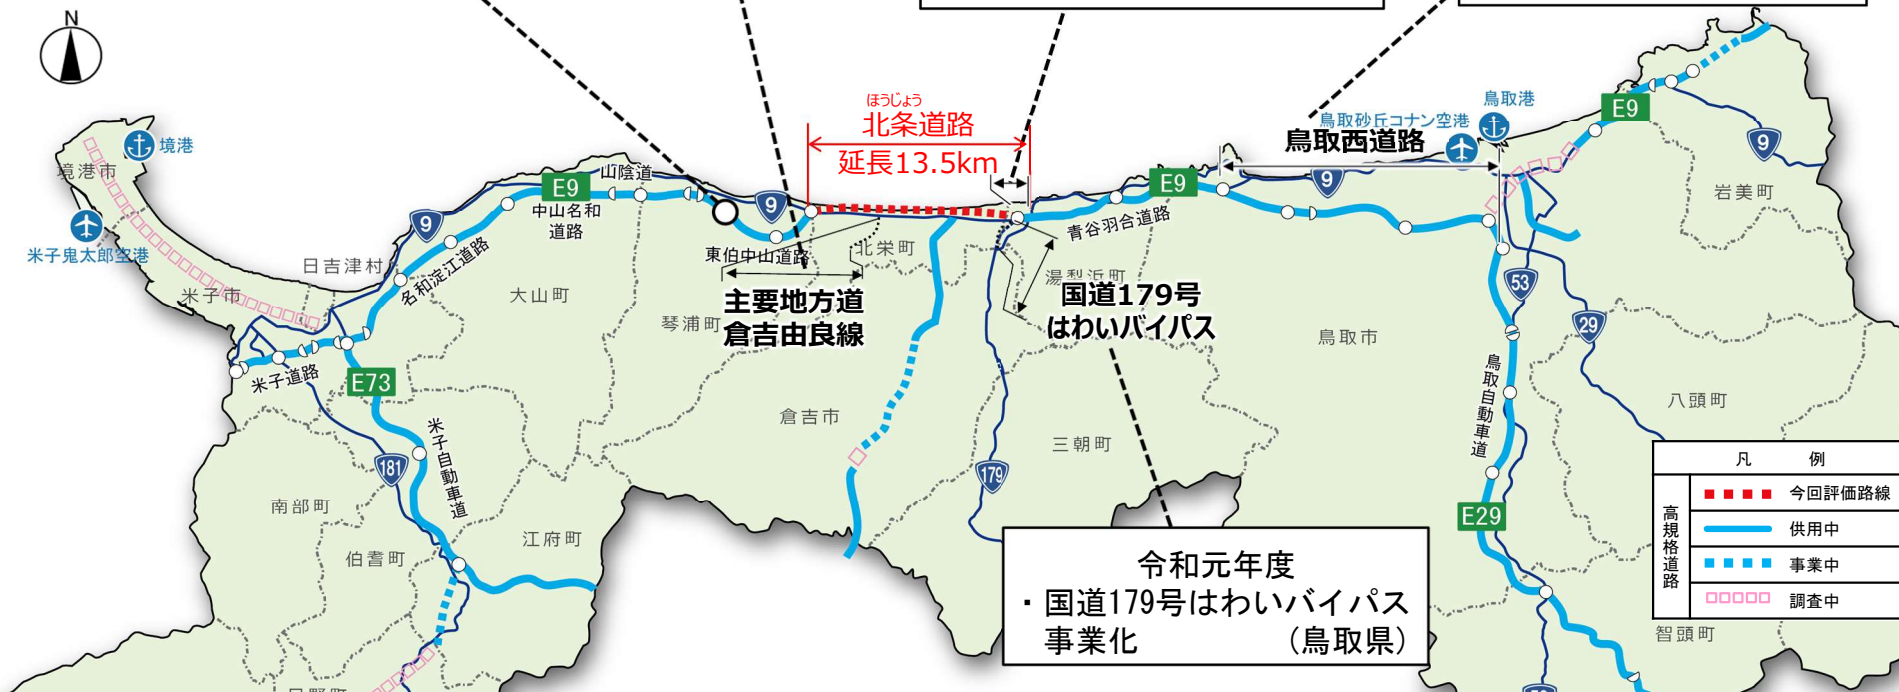 N
ほうじょう
北条道路
延長13.5km
鳥取港
鳥取砂丘コナン空港
鳥取西道路
E9
9
岩美町
境港
境港市
米子鬼太郎空港
山陰道
E9
中山名和
道路
9
9
E9
9
青谷羽合道路
東伯中山道路
北栄町
湯梨浜町
日吉津村
名和淀江道路
米子市
大山町
琴浦町
主要地方道
倉吉由良線
国道179号
はわいバイパス
53
29
鳥取市
米子道路
E73
倉吉市
三朝町
鳥取自動車道
八頭町
米子自動車道
181
179
南部町
江府町
伯耆町
E29
智頭町
令和元年度
・国道179号はわいバイパス
事業化 (鳥取県)
凡 例
高規格道路
今回評価路線
供用中
事業中
調査中